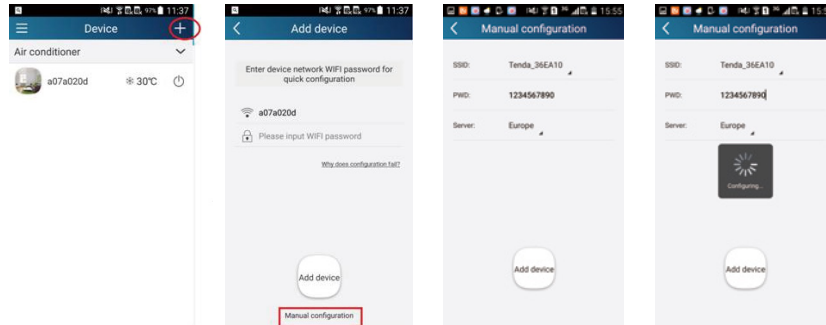 97% 11:37
Device
+
Air conditioner
a07a020d
30°C
97% 11:37
Add device
Enter device network WIFI password for
quick configuration
a07a020d
Please input WIFI password
Why does configuration fail?
Add device
Manual configuration
15:55
Manual configuration
SSID: Tenda_36EA10
PWD: 1234567890
Server: Europe
Add device
Manual configuration
SSID: Tenda_36EA10
PWD: 1234567890
Server: Europe
Configuring...
Add device